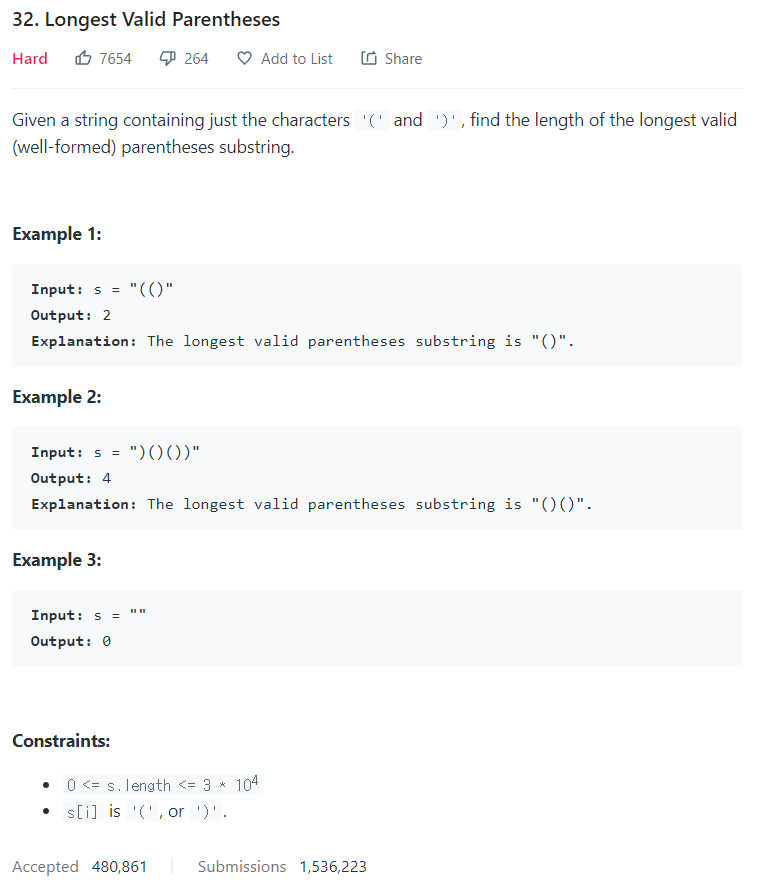 32. Longest Valid Parentheses
Hard 7654 264 Add to List Share
Given a string containing just the characters '(' and ')', find the length of the longest valid
(well-formed) parentheses substring.
Example 1:
Input: s = "(()"
Output: 2
Explanation: The longest valid parentheses substring is "()".
Example 2:
Input: s = ")()())"
Output: 4
Explanation: The longest valid parentheses substring is "()()".
Example 3:
Input: s = ""
Output: 0
Constraints:
• 0 <= s.length <= 3 * 10⁴
• s[i] is '(', or ')'.
Accepted 480,861 | Submissions 1,536,223